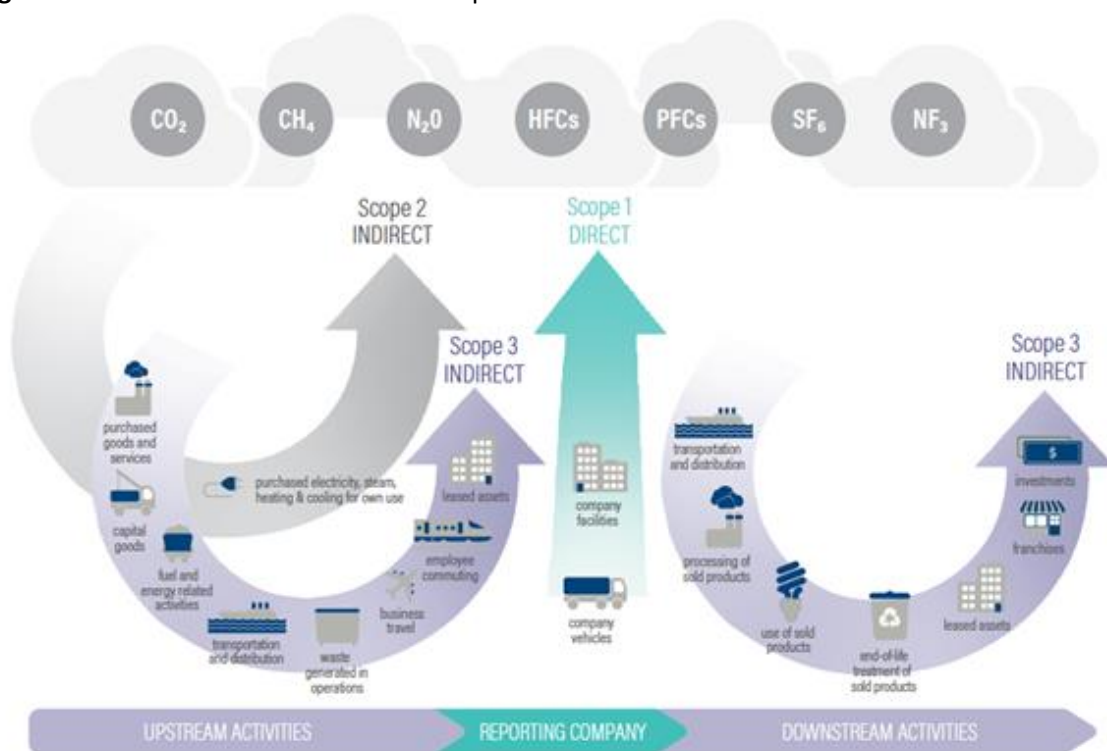 CO₂
CH₄
N₂0
HFCs
PFCs
SF₆
NF₃
Scope 2
INDIRECT
Scope 1
DIRECT
Scope 3
INDIRECT
Scope 3
INDIRECT
purchased
goods and
services
capital
goods
fuel and
energy related
activities
transportation
and distribution
waste
generated in
operations
business
travel
employee
commuting
leased assets
purchased electricity, steam,
heating & cooling for own use
company
facilities
company
vehicles
transportation
and distribution
processing of
sold products
use of sold
products
end-of-life
treatment of
sold products
leased assets
franchises
investments
$
UPSTREAM ACTIVITIES
REPORTING COMPANY
DOWNSTREAM ACTIVITIES